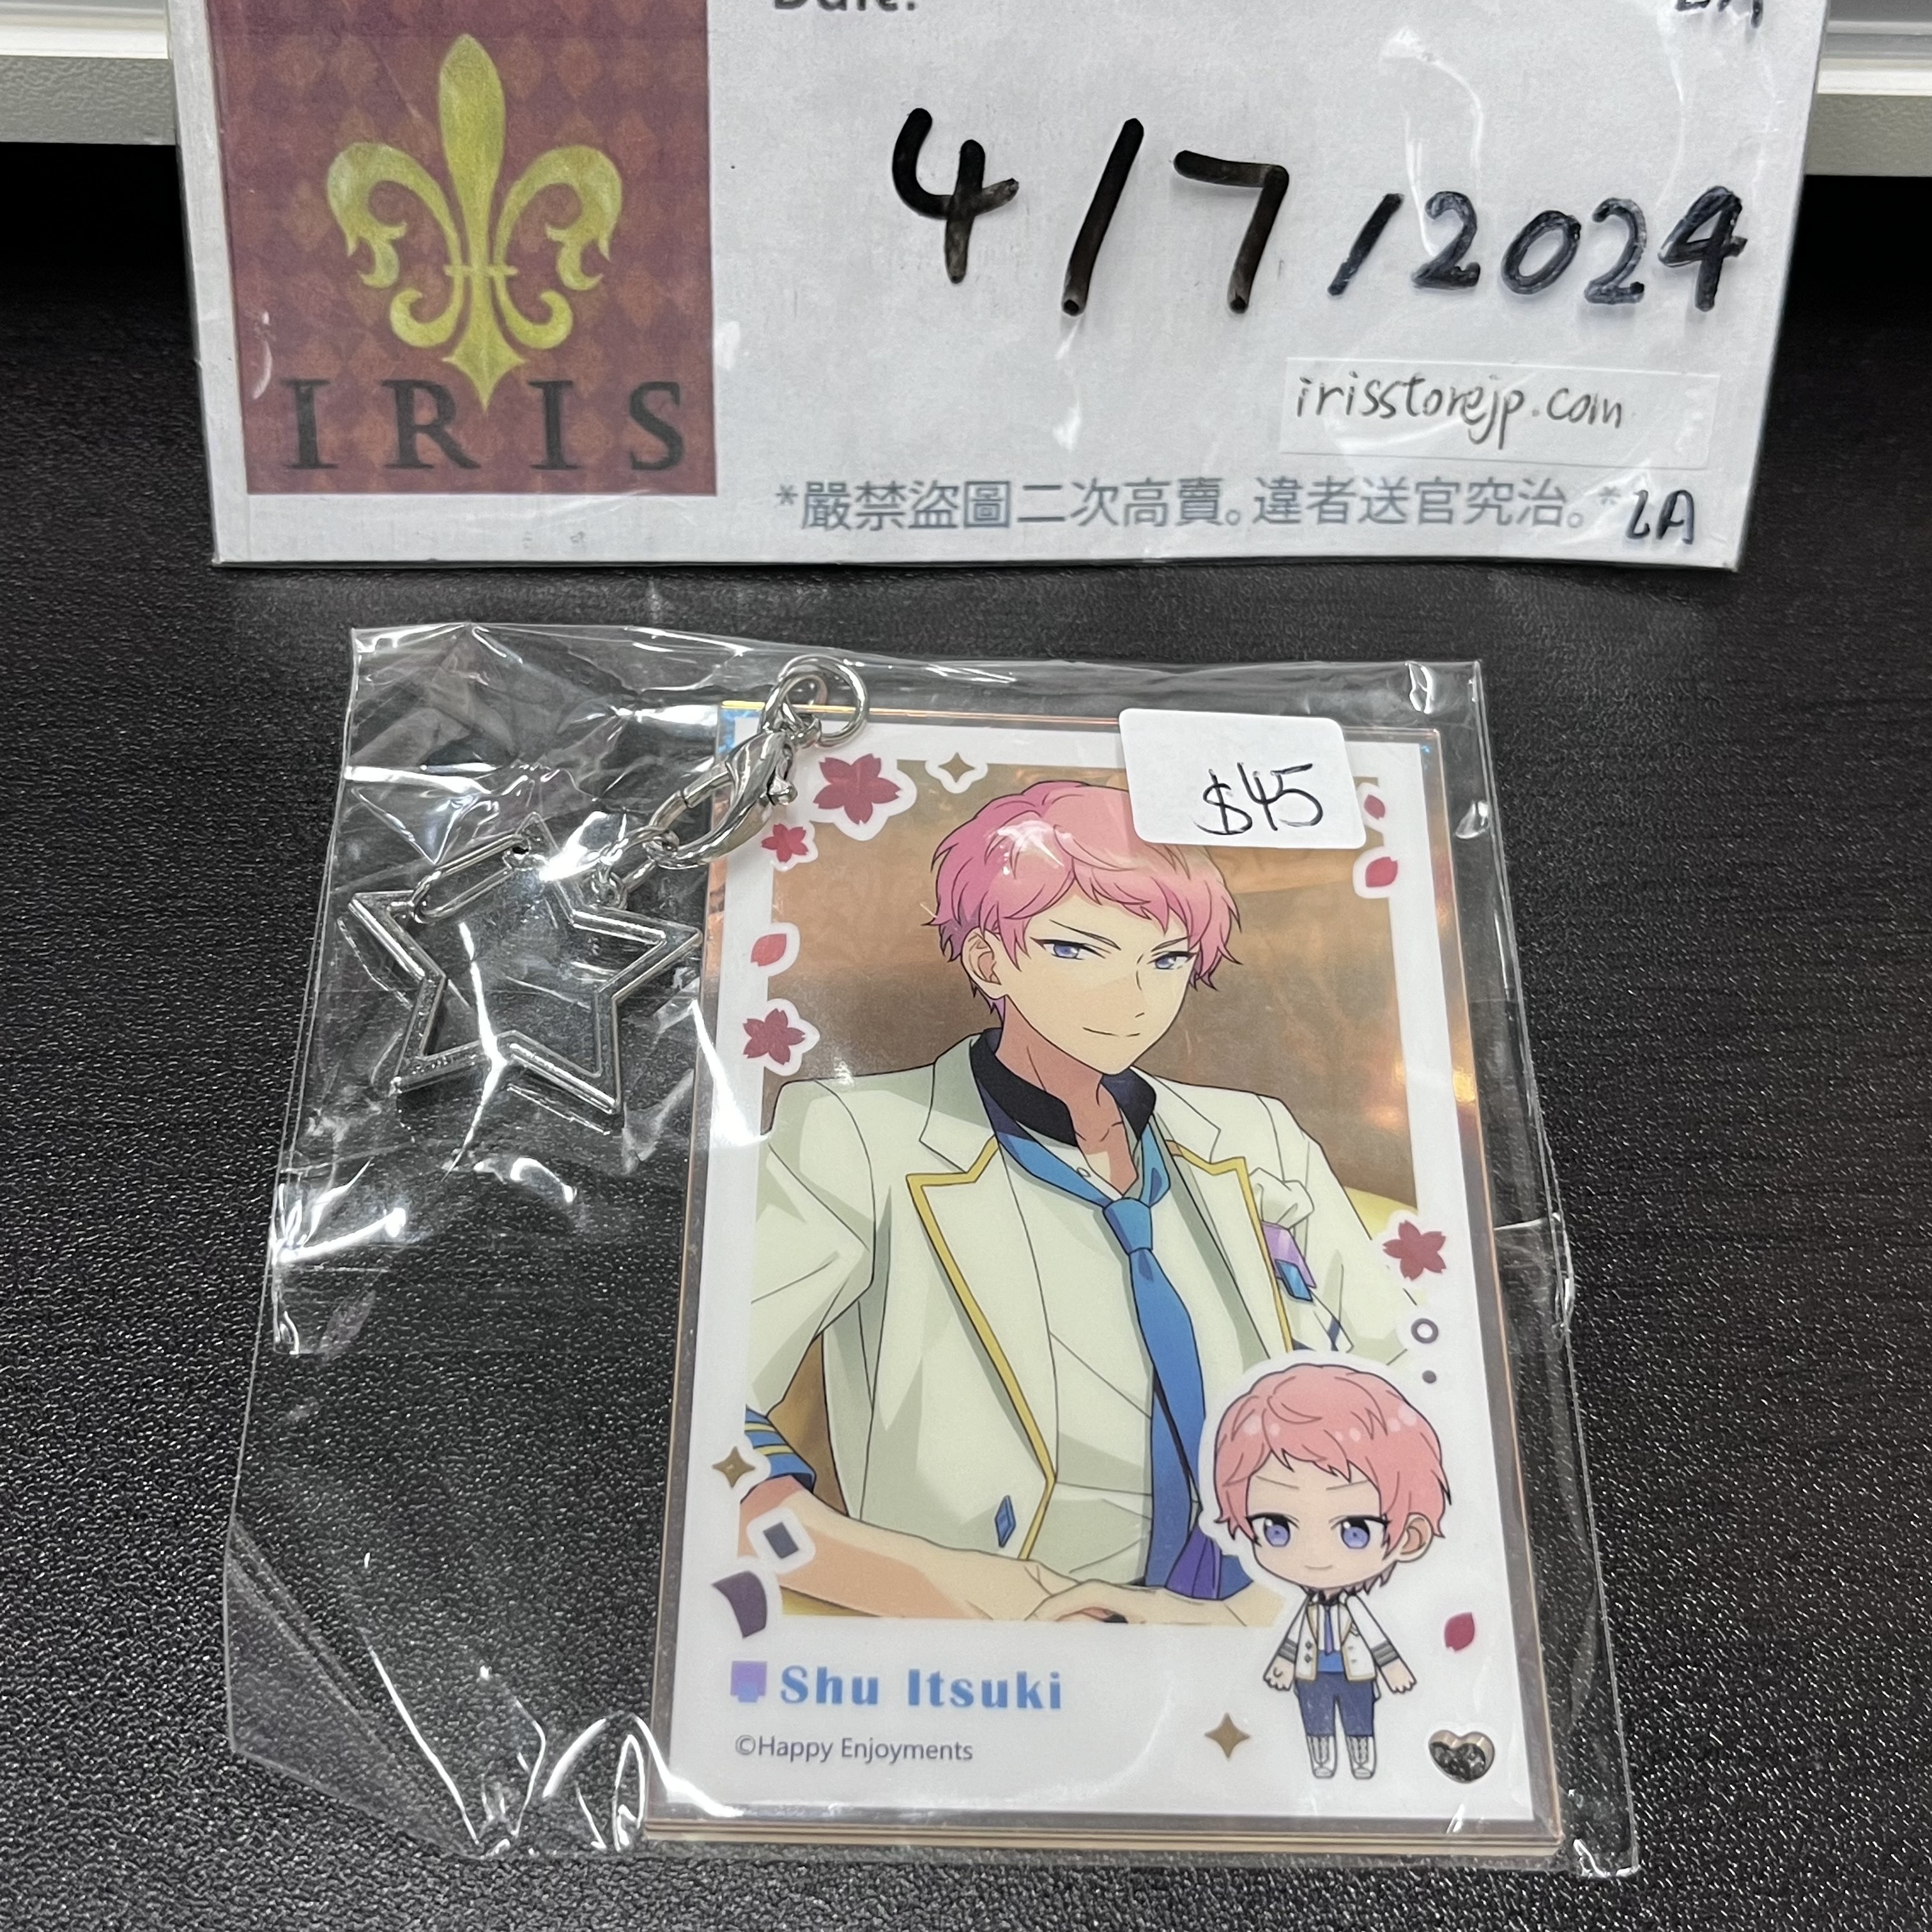 Date:
4/7/2024
IRIS
irisstorejp.com
*嚴禁盜圖二次高賣。違者送官究治。* LA
$45
Shu Itsuki
©Happy Enjoyments